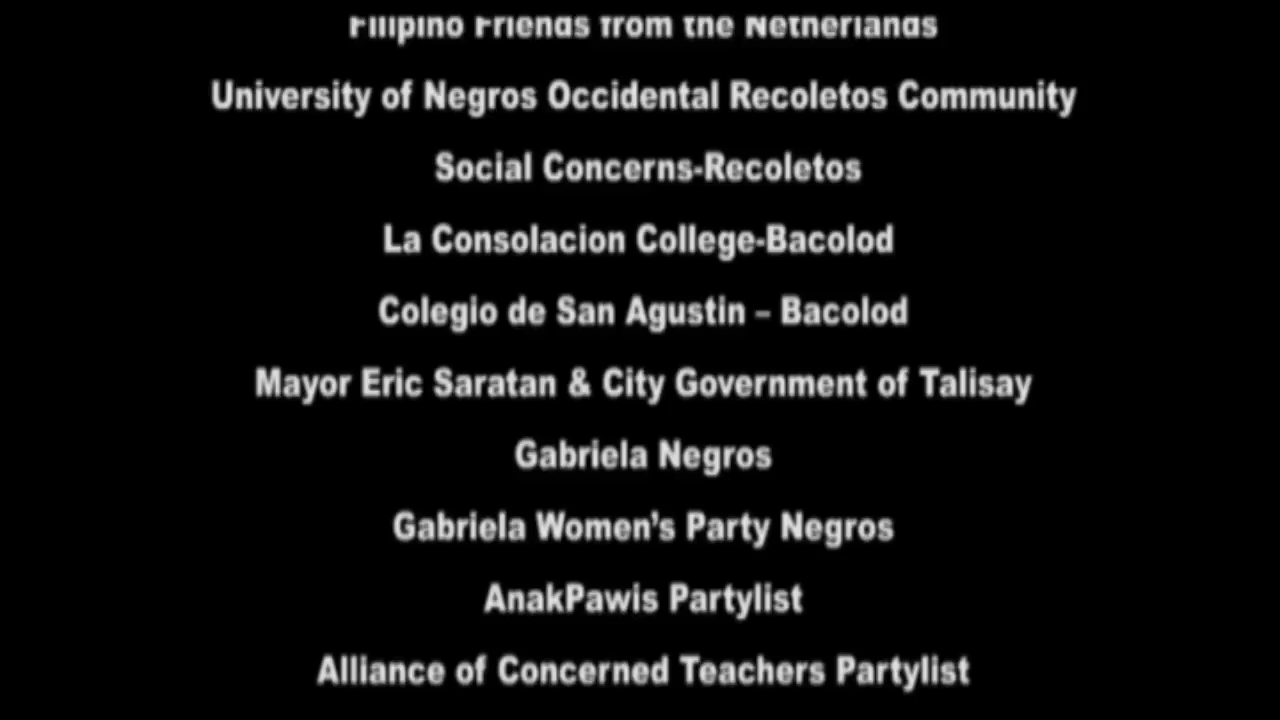 Filipino Friends from the Netherlands
University of Negros Occidental Recoletos Community
Social Concerns-Recoletos
La Consolacion College-Bacolod
Colegio de San Agustin – Bacolod
Mayor Eric Saratan & City Government of Talisay
Gabriela Negros
Gabriela Women’s Party Negros
AnakPawis Partylist
Alliance of Concerned Teachers Partylist